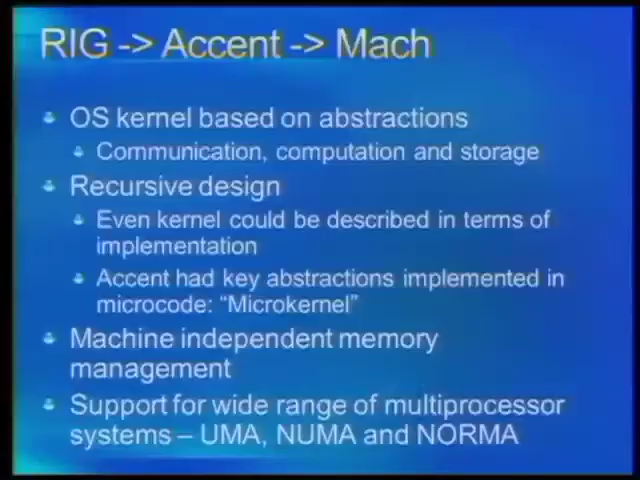 RIG -> Accent -> Mach
OS kernel based on abstractions
Communication, computation and storage
Recursive design
Even kernel could be described in terms of
implementation
Accent had key abstractions implemented in
microcode: “Microkernel”
Machine independent memory
management
Support for wide range of multiprocessor
systems – UMA, NUMA and NORMA